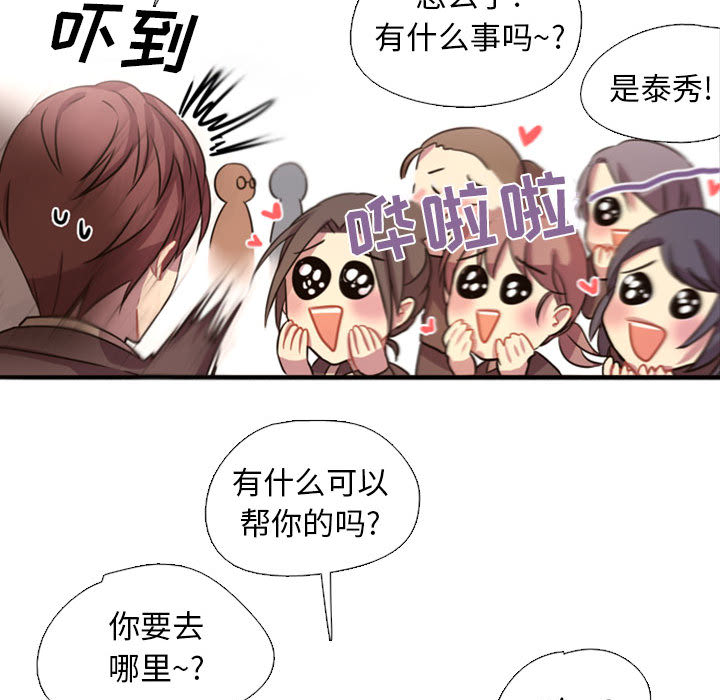 吓到
怎么了?
有什么事吗~?
是泰秀!
哗啦啦
有什么可以
帮你的吗?
你要去
哪里~?